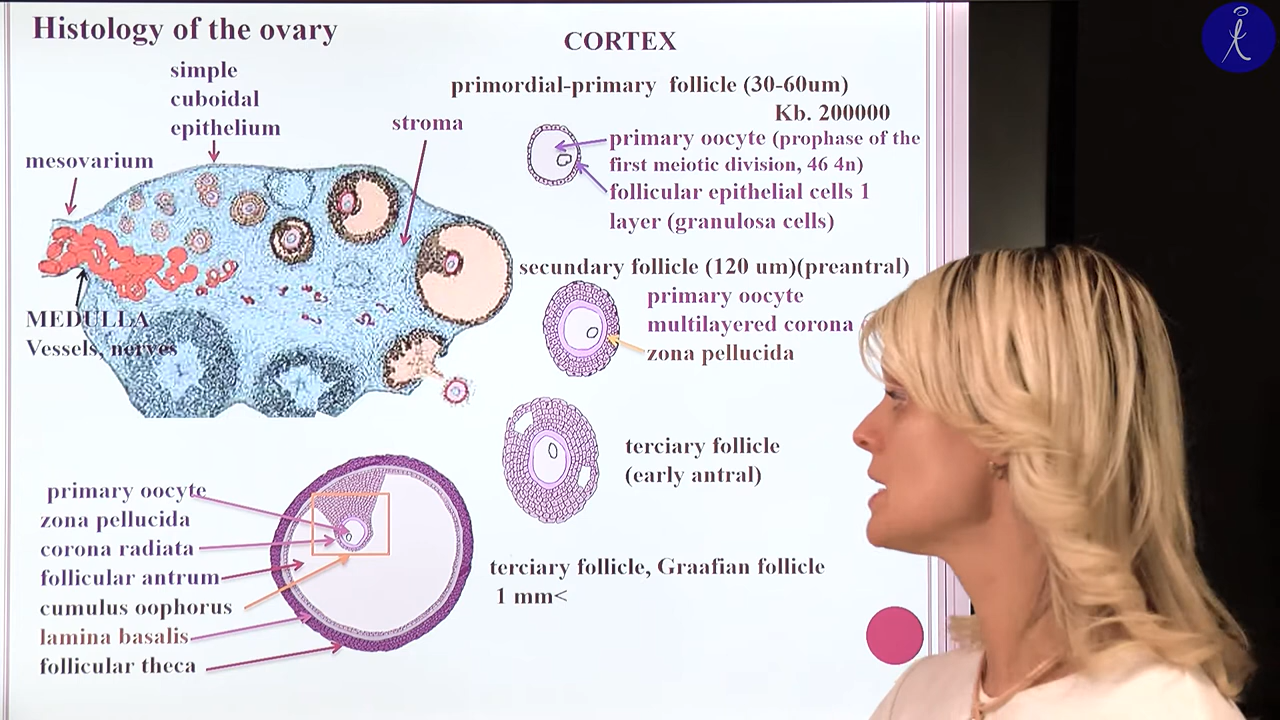 Histology of the ovary
CORTEX
simple
cuboidal
epithelium
stroma
mesovarium
MEDULLA
Vessels, nerves
primordial-primary follicle (30-60um)
Kb. 200000
primary oocyte (prophase of the
first meiotic division, 46 4n)
follicular epithelial cells 1
layer (granulosa cells)
secundary follicle (120 um)(preantral)
primary oocyte
multilayered corona
zona pellucida
terciary follicle
(early antral)
primary oocyte
zona pellucida
corona radiata
follicular antrum
cumulus oophorus
lamina basalis
follicular theca
terciary follicle, Graafian follicle
1 mm<